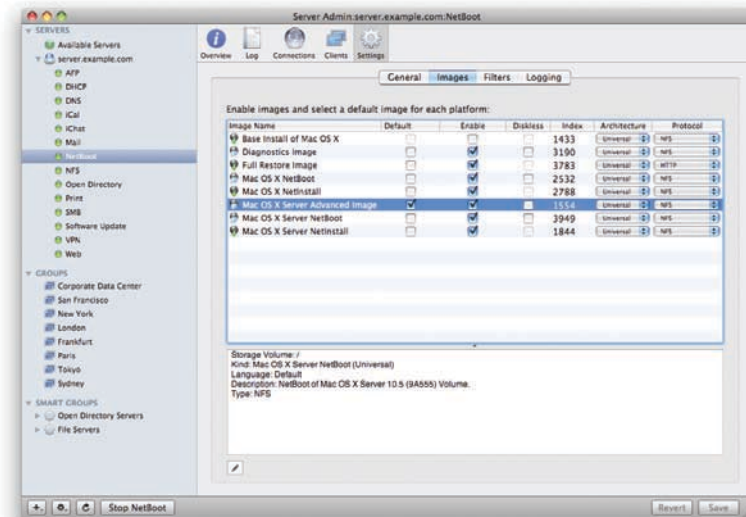 Server Admin:server.example.com:NetBoot
SERVERS
Available Servers
server.example.com
AFP
DHCP
DNS
iCal
iChat
Mail
NetBoot
NFS
Open Directory
Print
SMB
Software Update
VPN
Web
GROUPS
Corporate Data Center
San Francisco
New York
London
Frankfurt
Paris
Tokyo
Sydney
SMART GROUPS
Open Directory Servers
File Servers
Overview Log Connections Clients Settings
General Images Filters Logging
Enable images and select a default image for each platform:
Image Name Default Enable Diskless Index Architecture Protocol
Base Install of Mac OS X 1433 Universal NFS
Diagnostics Image 3190 Universal NFS
Full Restore Image 3783 Universal HTTP
Mac OS X NetBoot 2532 Universal NFS
Mac OS X NetInstall 2788 Universal NFS
Mac OS X Server Advanced Image 1554 Universal NFS
Mac OS X Server NetBoot 3949 Universal NFS
Mac OS X Server NetInstall 1844 Universal NFS
Storage Volume: /
Kind: Mac OS X Server NetBoot (Universal)
Language: Default
Description: NetBoot of Mac OS X Server 10.5 (9A555) Volume.
Type: NFS
Stop NetBoot Revert Save